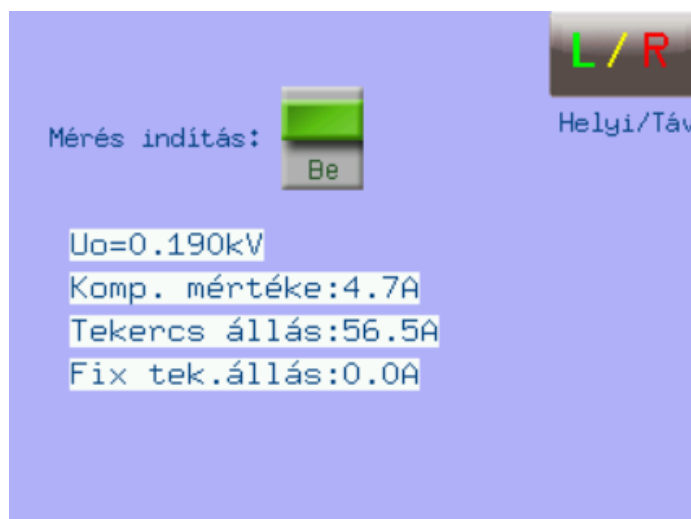 L/R
Helyi/Táv
Mérés indítás:
Be
Uo=0.190kV
Komp. mértéke:4.7A
Tekercs állás:56.5A
Fix tek.állás:0.0A